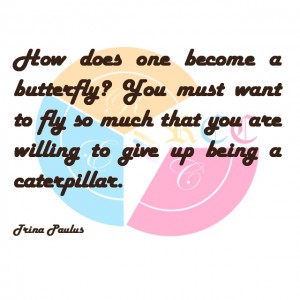 How does one become a
butterfly? You must want
to fly so much that you are
willing to give up being a
caterpillar.
Trina Paulus